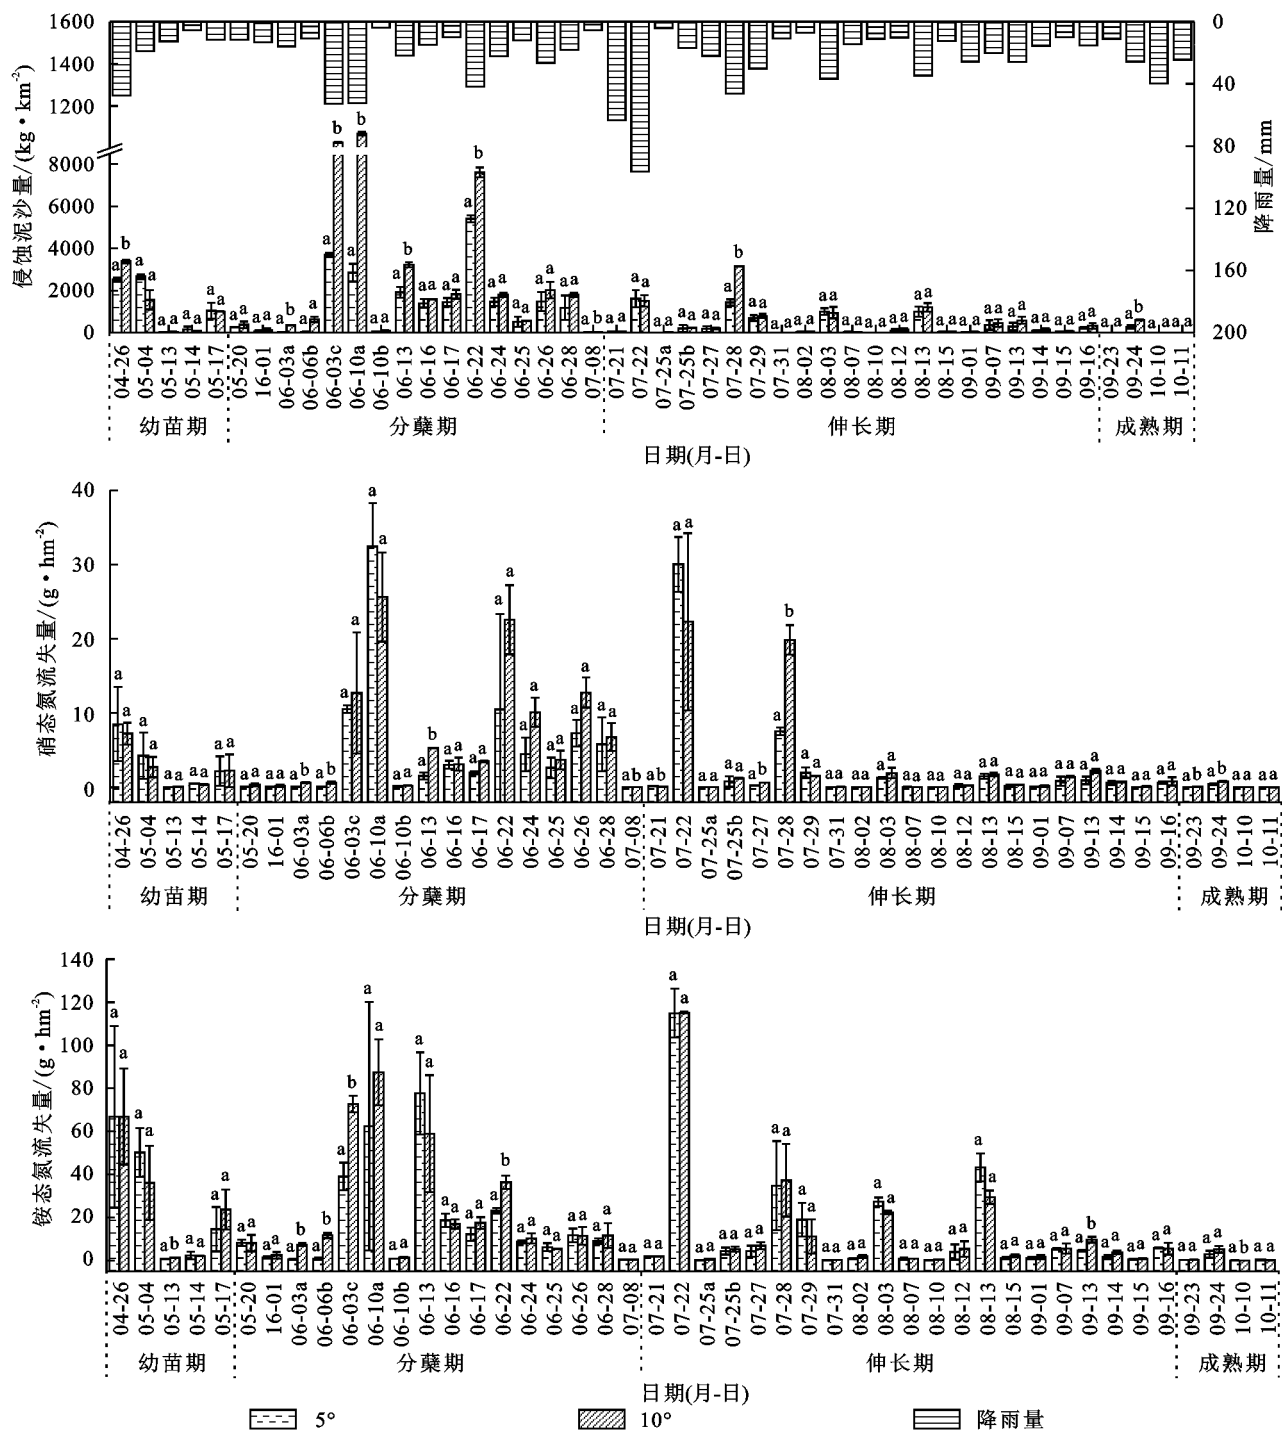 侵蚀泥沙量/(kg·km⁻²)
1600
1400
1200
8000
6000
4000
2000
0
降雨量/mm
0
40
80
120
160
200
a b a a a a a a a a a a a b a a b a b a a a b a a a a a b a a a a a a a a a a b
a a a a a a a a a a a b a a a a a a a a a a a a a a a a a a a a a a a a a a a a a a a a a b a a a a
04-26 05-04 05-13 05-14 05-17 05-20 16-01 06-03a 06-06b 06-03c 06-10a 06-10b 06-13 06-16 06-17 06-22 06-24 06-25 06-26 06-28 07-08 07-21 07-22 07-25a 07-25b 07-27 07-28 07-29 07-31 08-02 08-03 08-07 08-10 08-12 08-13 08-15 09-01 09-07 09-13 09-14 09-15 09-16 09-23 09-24 10-10 10-11
幼苗期 分蘖期 伸长期 成熟期
日期(月-日)
硝态氮流失量/(g·hm⁻²)
40
30
20
10
0
04-26 05-04 05-13 05-14 05-17 05-20 16-01 06-03a 06-06b 06-03c 06-10a 06-10b 06-13 06-16 06-17 06-22 06-24 06-25 06-26 06-28 07-08 07-21 07-22 07-25a 07-25b 07-27 07-28 07-29 07-31 08-02 08-03 08-07 08-10 08-12 08-13 08-15 09-01 09-07 09-13 09-14 09-15 09-16 09-23 09-24 10-10 10-11
幼苗期 分蘖期 伸长期 成熟期
日期(月-日)
铵态氮流失量/(g·hm⁻²)
140
120
100
80
60
40
20
0
04-26 05-04 05-13 05-14 05-17 05-20 16-01 06-03a 06-06b 06-03c 06-10a 06-10b 06-13 06-16 06-17 06-22 06-24 06-25 06-26 06-28 07-08 07-21 07-22 07-25a 07-25b 07-27 07-28 07-29 07-31 08-02 08-03 08-07 08-10 08-12 08-13 08-15 09-01 09-07 09-13 09-14 09-15 09-16 09-23 09-24 10-10 10-11
幼苗期 分蘖期 伸长期 成熟期
日期(月-日)
5° 10° 降雨量